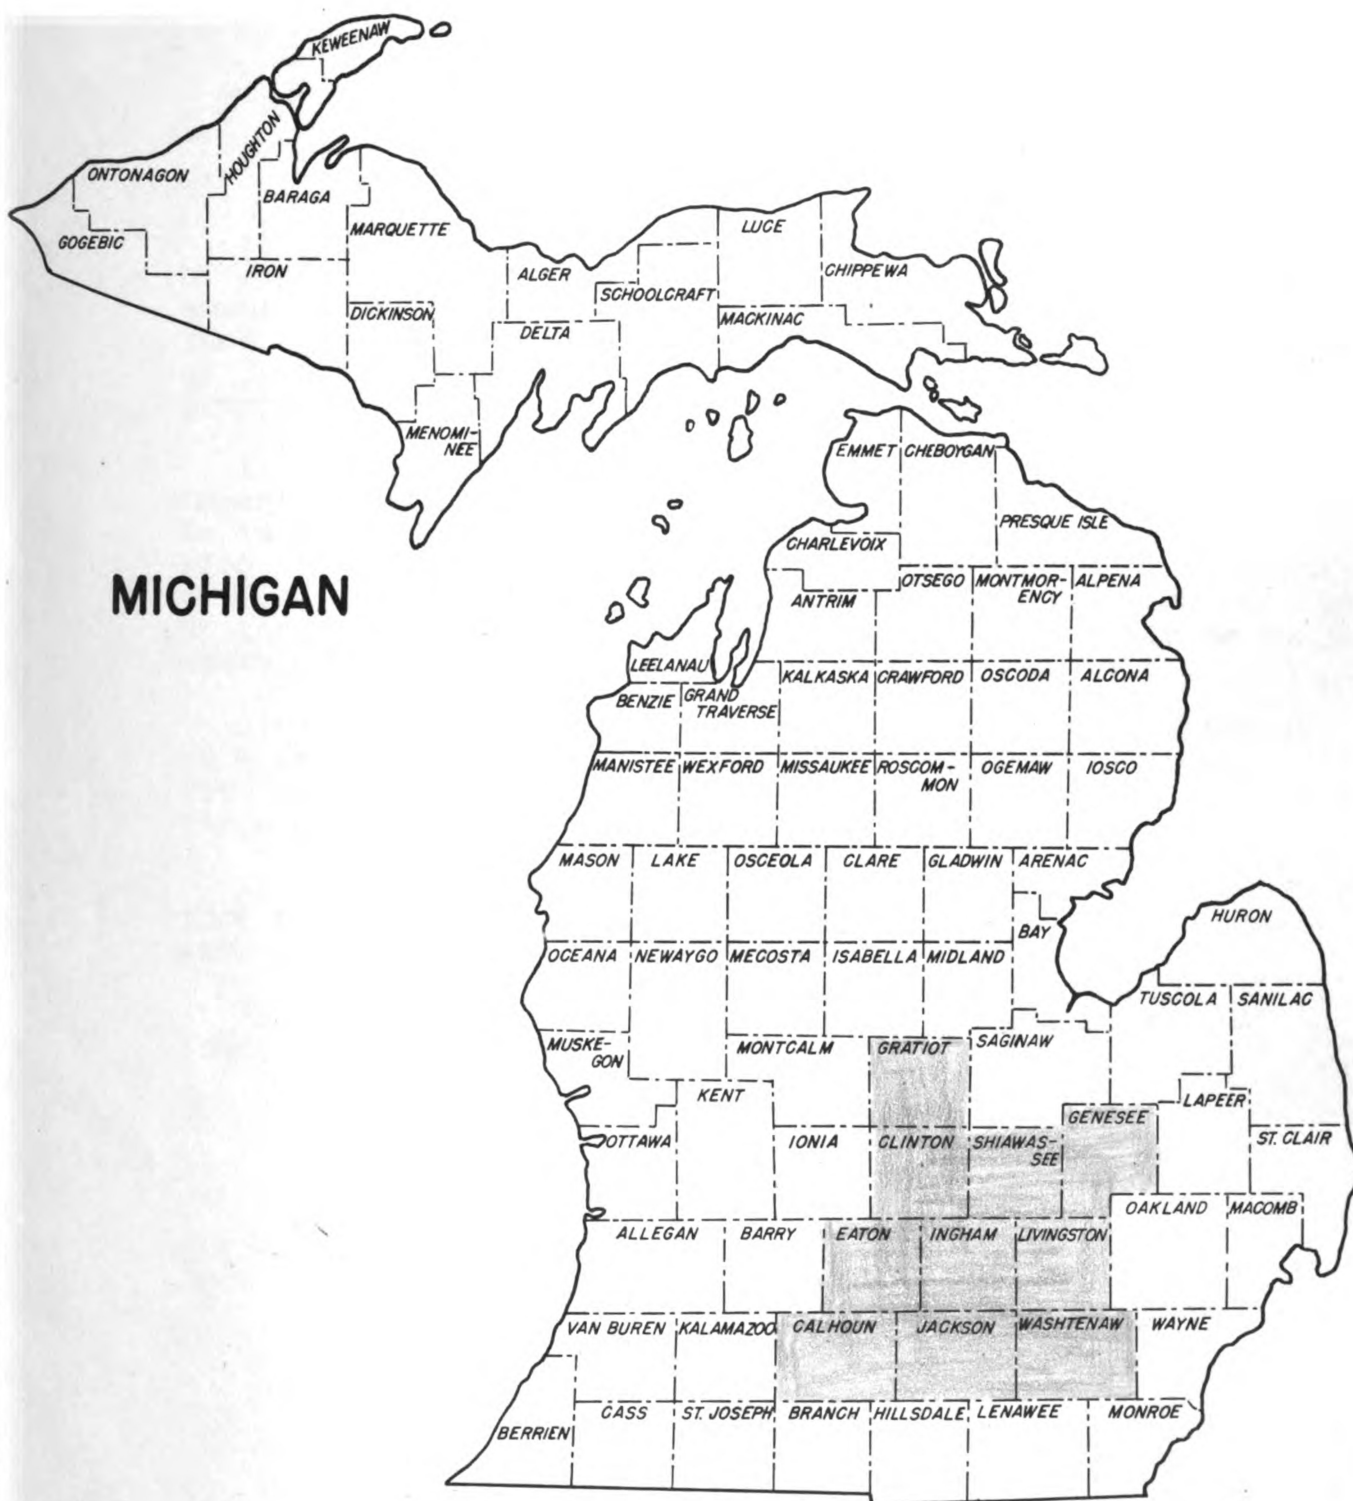 KEWEENAW
HOUGHTON
ONTONAGON
BARAGA
GOGEBIC
MARQUETTE
IRON
ALGER
LUCE
CHIPPEWA
SCHOOLCRAFT
DICKINSON
DELTA
MACKINAC
MENOMI-
NEE
EMMET
CHEBOYGAN
PRESQUE ISLE
CHARLEVOIX
MICHIGAN
ANTRIM
OTSEGO
MONTMOR-
ENCY
ALPENA
LEELANAU
BENZIE
GRAND
TRAVERSE
KALKASKA
CRAWFORD
OSCODA
ALCONA
MANISTEE
WEXFORD
MISSAUKEE
ROSCOM-
MON
OGEMAW
IOSCO
MASON
LAKE
OSCEOLA
CLARE
GLADWIN
ARENAC
HURON
BAY
OCEANA
NEWAYGO
MECOSTA
ISABELLA
MIDLAND
TUSCOLA
SANILAC
MUSKE-
GON
MONTCALM
GRATIOT
SAGINAW
KENT
GENESEE
LAPEER
OTTAWA
IONIA
CLINTON
SHIAWAS-
SEE
ST. CLAIR
ALLEGAN
BARRY
EATON
INGHAM
LIVINGSTON
OAKLAND
MACOMB
VAN BUREN
KALAMAZOO
CALHOUN
JACKSON
WASHTENAW
WAYNE
BERRIEN
CASS
ST. JOSEPH
BRANCH
HILLSDALE
LENAWEE
MONROE